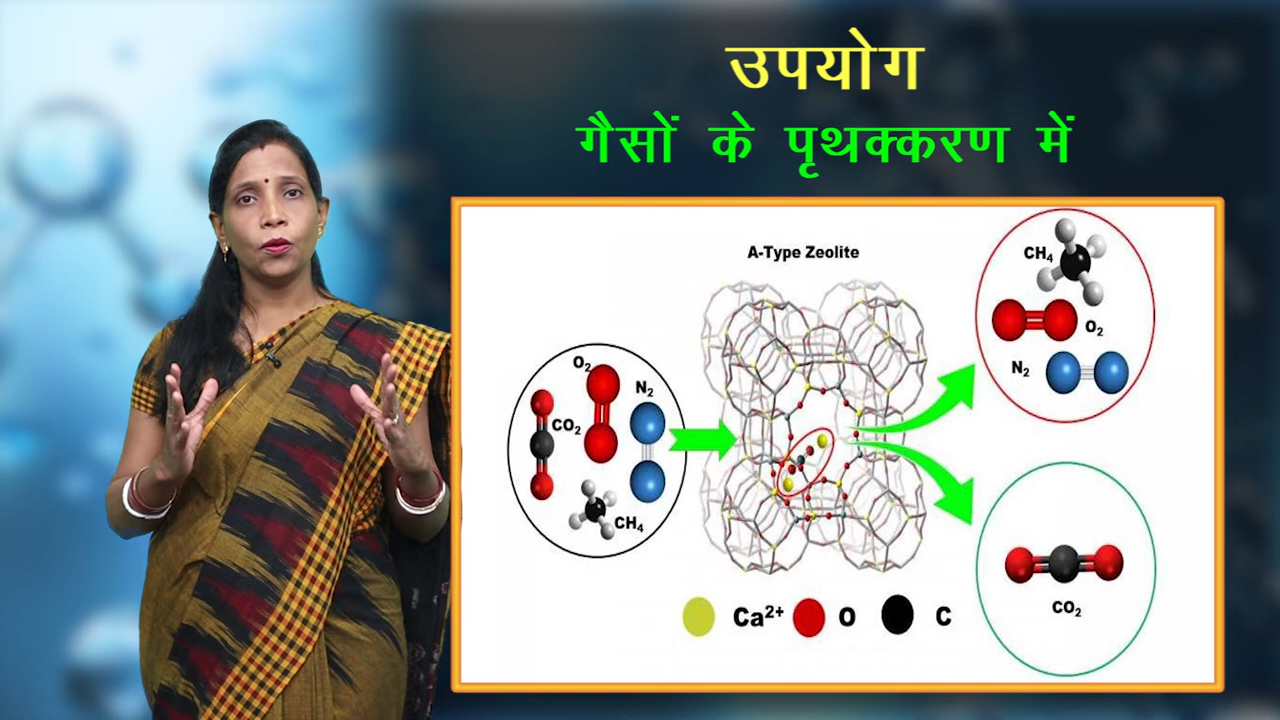 उपयोग
गैसों के पृथक्करण में
A-Type Zeolite
CH₄
O₂
N₂
O₂
N₂
CO₂
CH₄
CO₂
Ca²⁺ O C